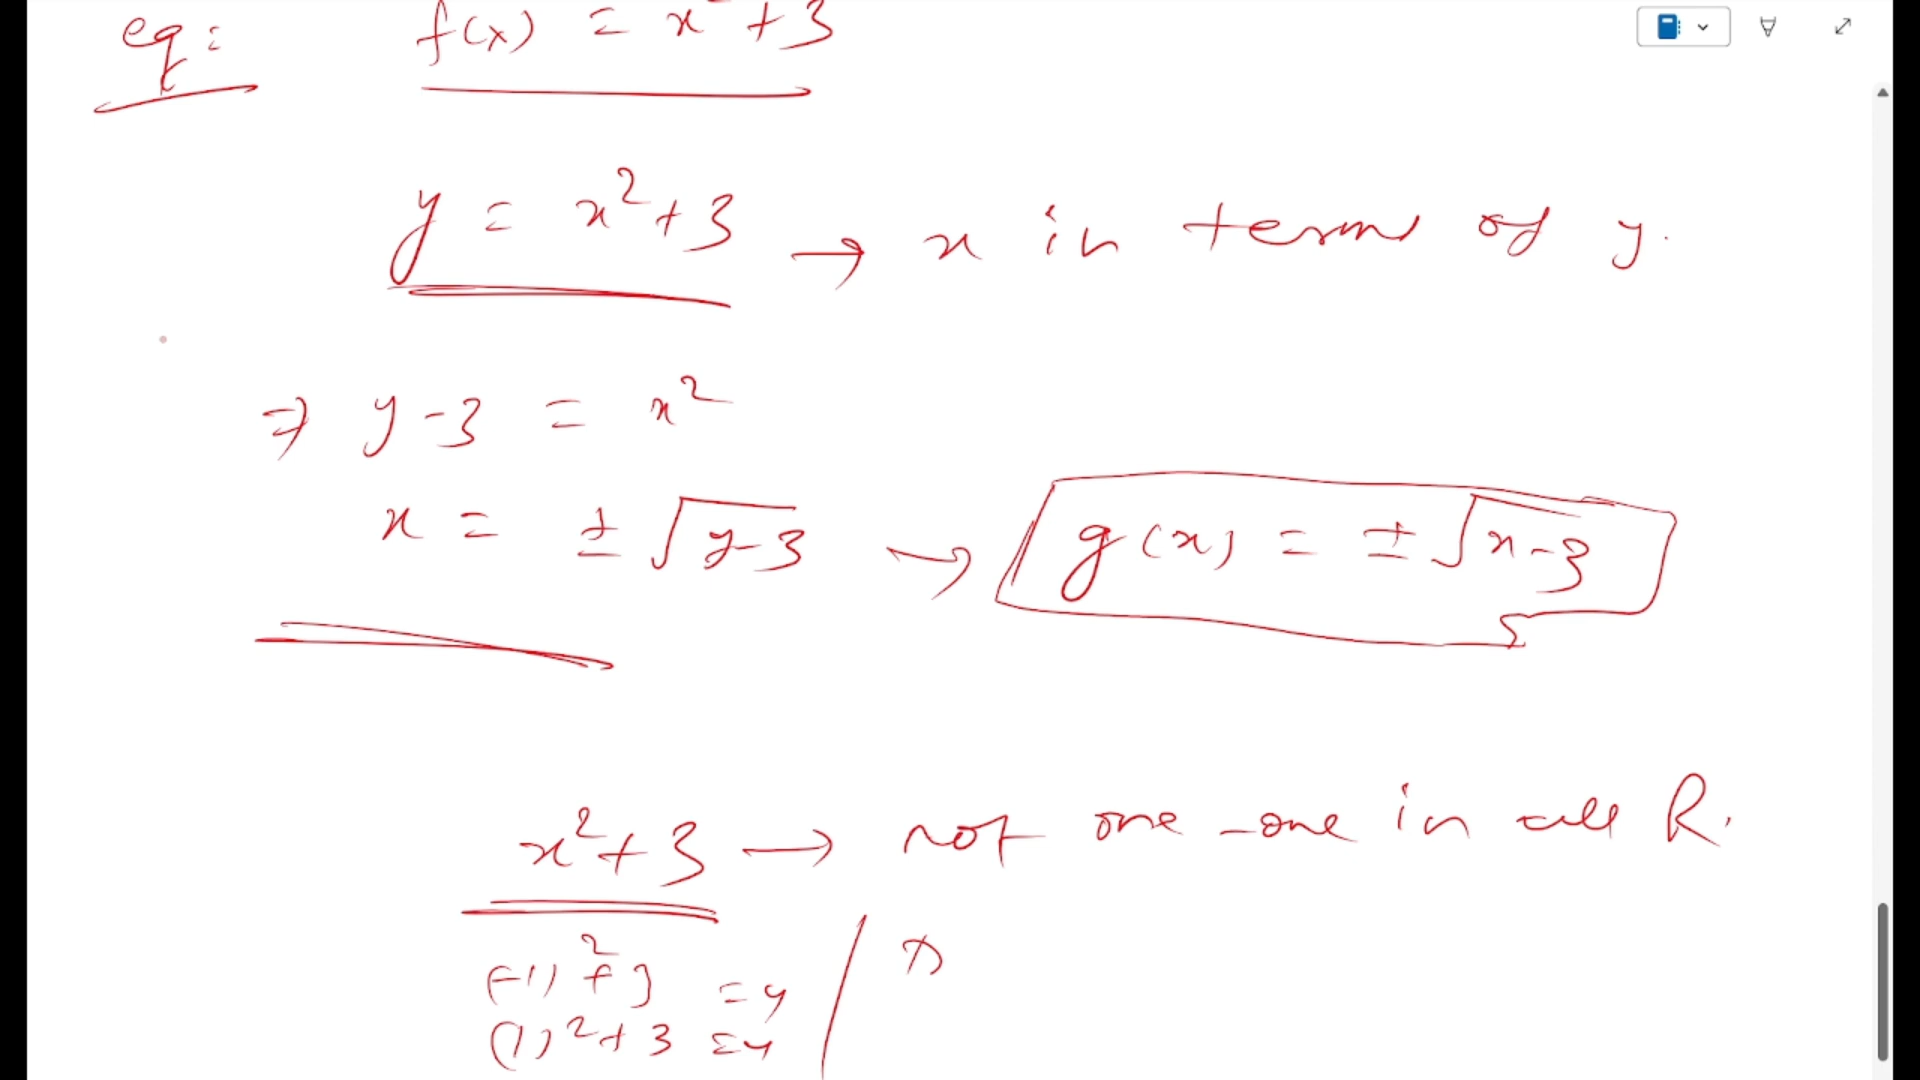 eg: f(x) = x² + 3
y = x² + 3 → x in terms of y.
⇒ y - 3 = x²
x = ± √y-3 → g(x) = ± √x-3
x² + 3 → not one-one in all R.
(-1)² + 3 = 4
(1)² + 3 = 4